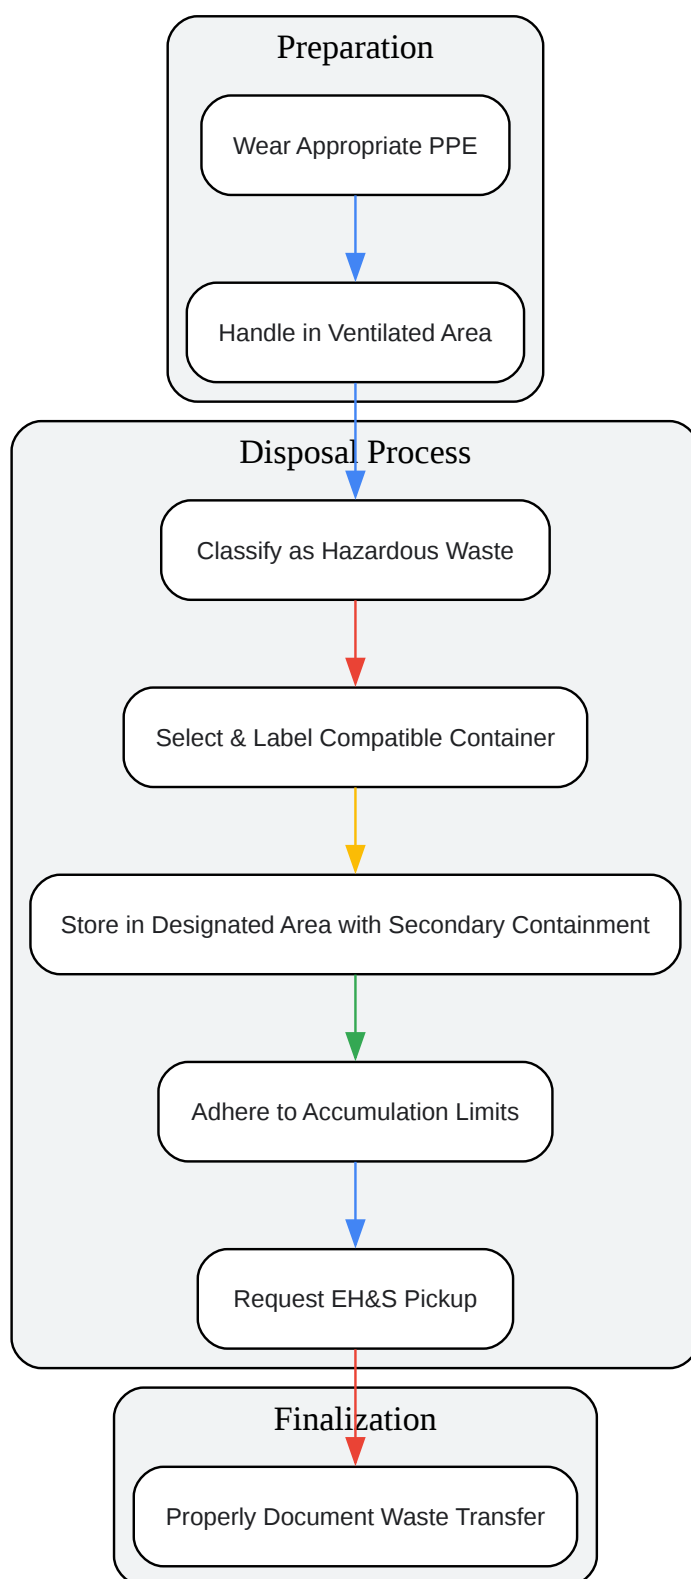 Preparation
Wear Appropriate PPE
Handle in Ventilated Area
Disposal Process
Classify as Hazardous Waste
Select & Label Compatible Container
Store in Designated Area with Secondary Containment
Adhere to Accumulation Limits
Request EH&S Pickup
Finalization
Properly Document Waste Transfer